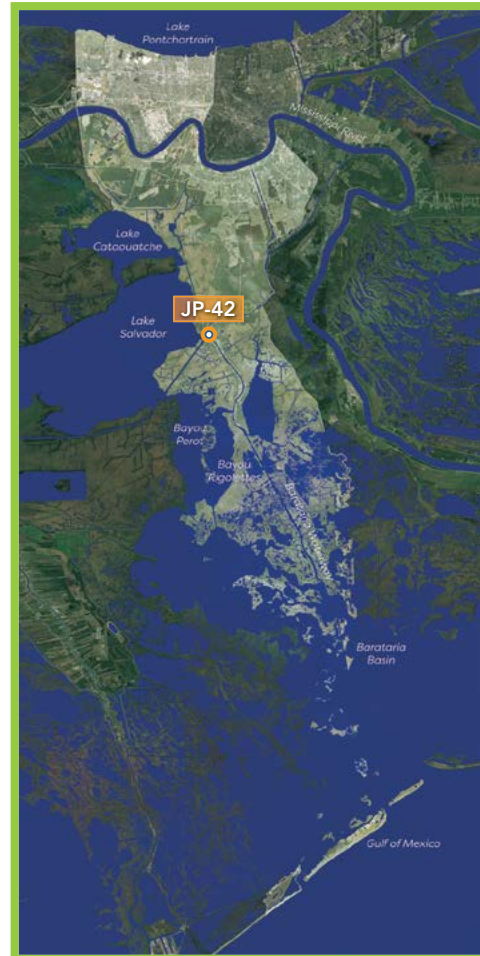 Lake
Pontchartrain
Mississippi River
Lake
Cataouatche
JP-42
Lake
Salvador
Bayou
Perot
Bayou
Rigolettes
Barataria Waterway
Barataria
Basin
Gulf of Mexico